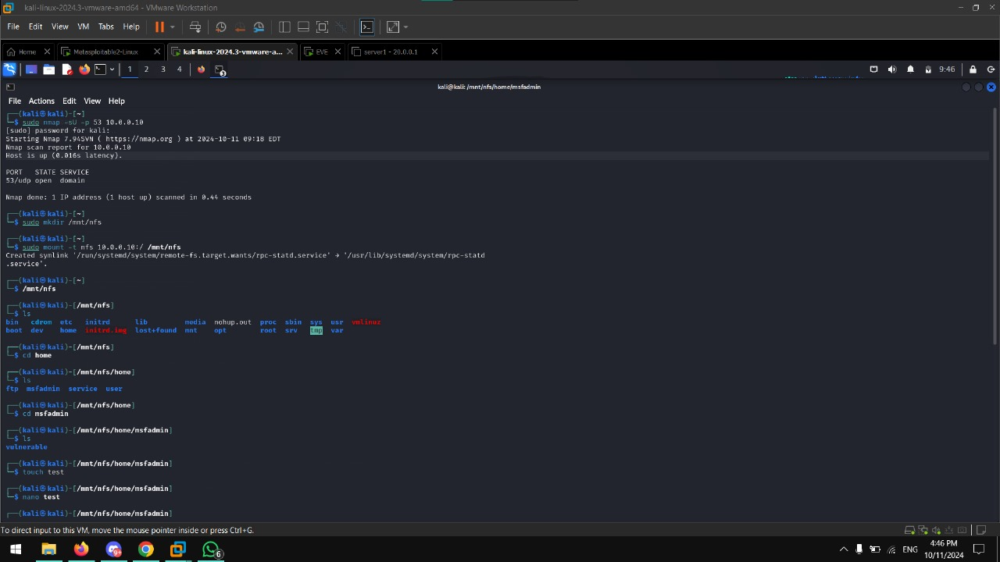 kali-linux-2024.3-vmware-amd64 - VMware Workstation
File Edit View VM Tabs Help
Home Metasploitable2-Linux kali-linux-2024.3-vmware-a... EVE server1 - 20.0.0.1
1 2 3 4 3 9:46
kali@kali: /mnt/nfs/home/msfadmin
File Actions Edit View Help
┌──(kali㉿kali)-[~]
└─$ sudo nmap -sU -p 53 10.0.0.10
[sudo] password for kali:
Starting Nmap 7.94SVN ( https://nmap.org ) at 2024-10-11 09:18 EDT
Nmap scan report for 10.0.0.10
Host is up (0.016s latency).
PORT   STATE SERVICE
53/udp open  domain
Nmap done: 1 IP address (1 host up) scanned in 0.44 seconds
┌──(kali㉿kali)-[~]
└─$ sudo mkdir /mnt/nfs
┌──(kali㉿kali)-[~]
└─$ sudo mount -t nfs 10.0.0.10:/ /mnt/nfs
Created symlink '/run/systemd/system/remote-fs.target.wants/rpc-statd.service' → '/usr/lib/systemd/system/rpc-statd
.service'.
┌──(kali㉿kali)-[~]
└─$ /mnt/nfs
┌──(kali㉿kali)-[/mnt/nfs]
└─$ ls
bin cdrom etc initrd lib media nohup.out proc sbin sys usr vmlinuz
boot dev home initrd.img lost+found mnt opt root srv tmp var
┌──(kali㉿kali)-[/mnt/nfs]
└─$ cd home
┌──(kali㉿kali)-[/mnt/nfs/home]
└─$ ls
ftp msfadmin service user
┌──(kali㉿kali)-[/mnt/nfs/home]
└─$ cd msfadmin
┌──(kali㉿kali)-[/mnt/nfs/home/msfadmin]
└─$ ls
vulnerable
┌──(kali㉿kali)-[/mnt/nfs/home/msfadmin]
└─$ touch test
┌──(kali㉿kali)-[/mnt/nfs/home/msfadmin]
└─$ nano test
┌──(kali㉿kali)-[/mnt/nfs/home/msfadmin]
To direct input to this VM, move the mouse pointer inside or press Ctrl+G.
6 ENG 4:46 PM
10/11/2024